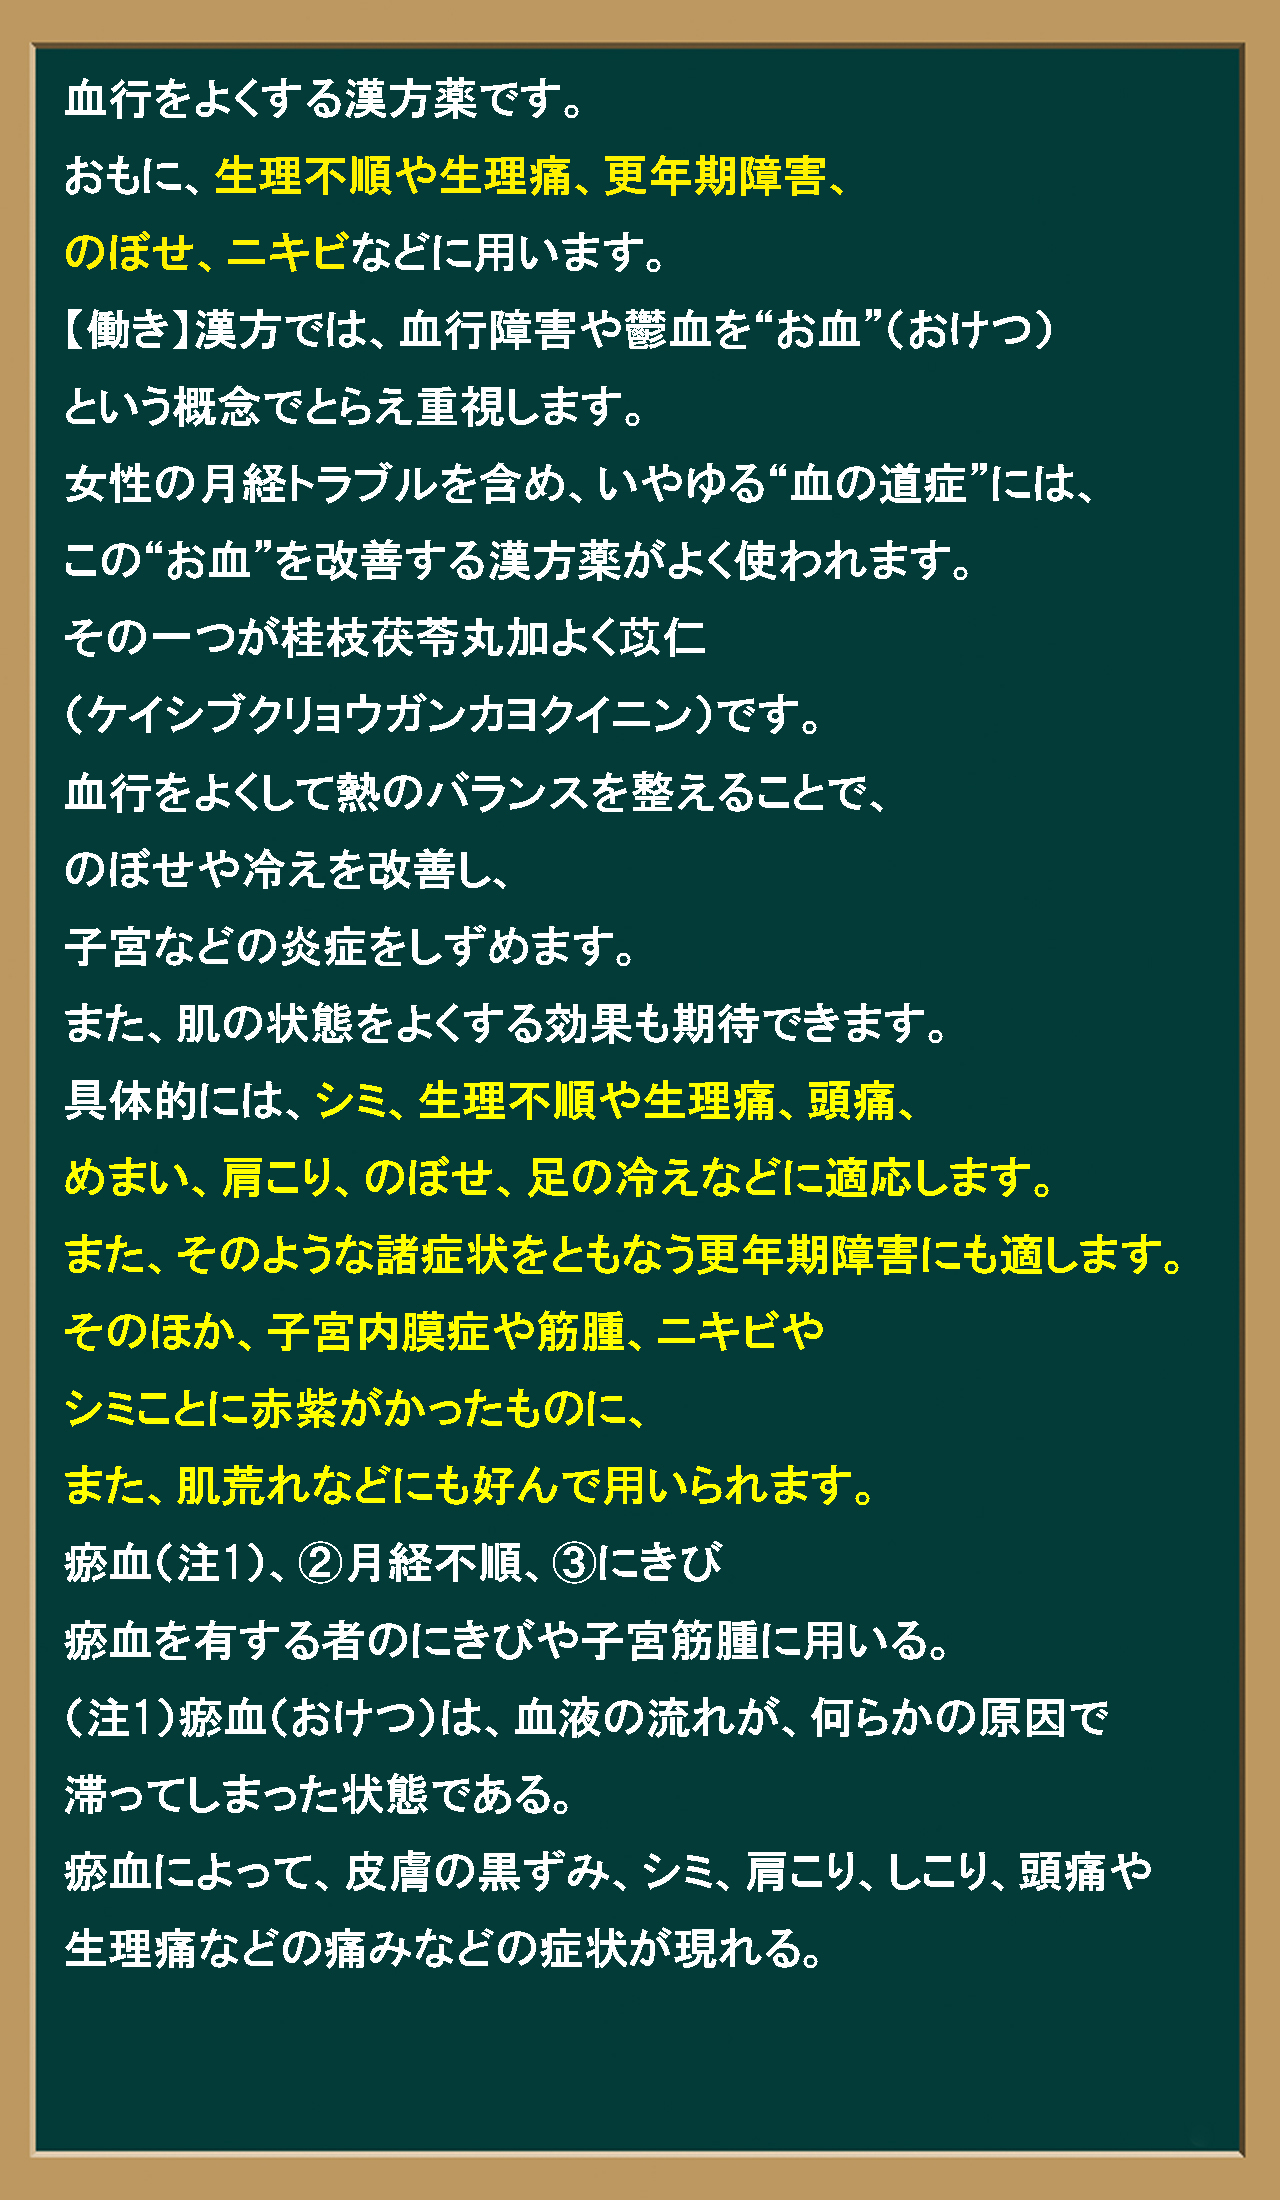 血行をよくする漢方薬です。
おもに、生理不順や生理痛、更年期障害、
のぼせ、ニキビなどに用います。
【働き】漢方では、血行障害や鬱血を“お血”（おけつ）
という概念でとらえ重視します。
女性の月経トラブルを含め、いやゆる“血の道症”には、
この“お血”を改善する漢方薬がよく使われます。
その一つが桂枝茯苓丸加よく苡仁
（ケイシブクリョウガンカヨクイニン）です。
血行をよくして熱のバランスを整えることで、
のぼせや冷えを改善し、
子宮などの炎症をしずめます。
また、肌の状態をよくする効果も期待できます。
具体的には、シミ、生理不順や生理痛、頭痛、
めまい、肩こり、のぼせ、足の冷えなどに適応します。
また、そのような諸症状をともなう更年期障害にも適します。
そのほか、子宮内膜症や筋腫、ニキビや
シミことに赤紫がかったものに、
また、肌荒れなどにも好んで用いられます。
瘀血（注1）、②月経不順、③にきび
瘀血を有する者のにきびや子宮筋腫に用いる。
（注1）瘀血（おけつ）は、血液の流れが、何らかの原因で
滞ってしまった状態である。
瘀血によって、皮膚の黒ずみ、シミ、肩こり、しこり、頭痛や
生理痛などの痛みなどの症状が現れる。